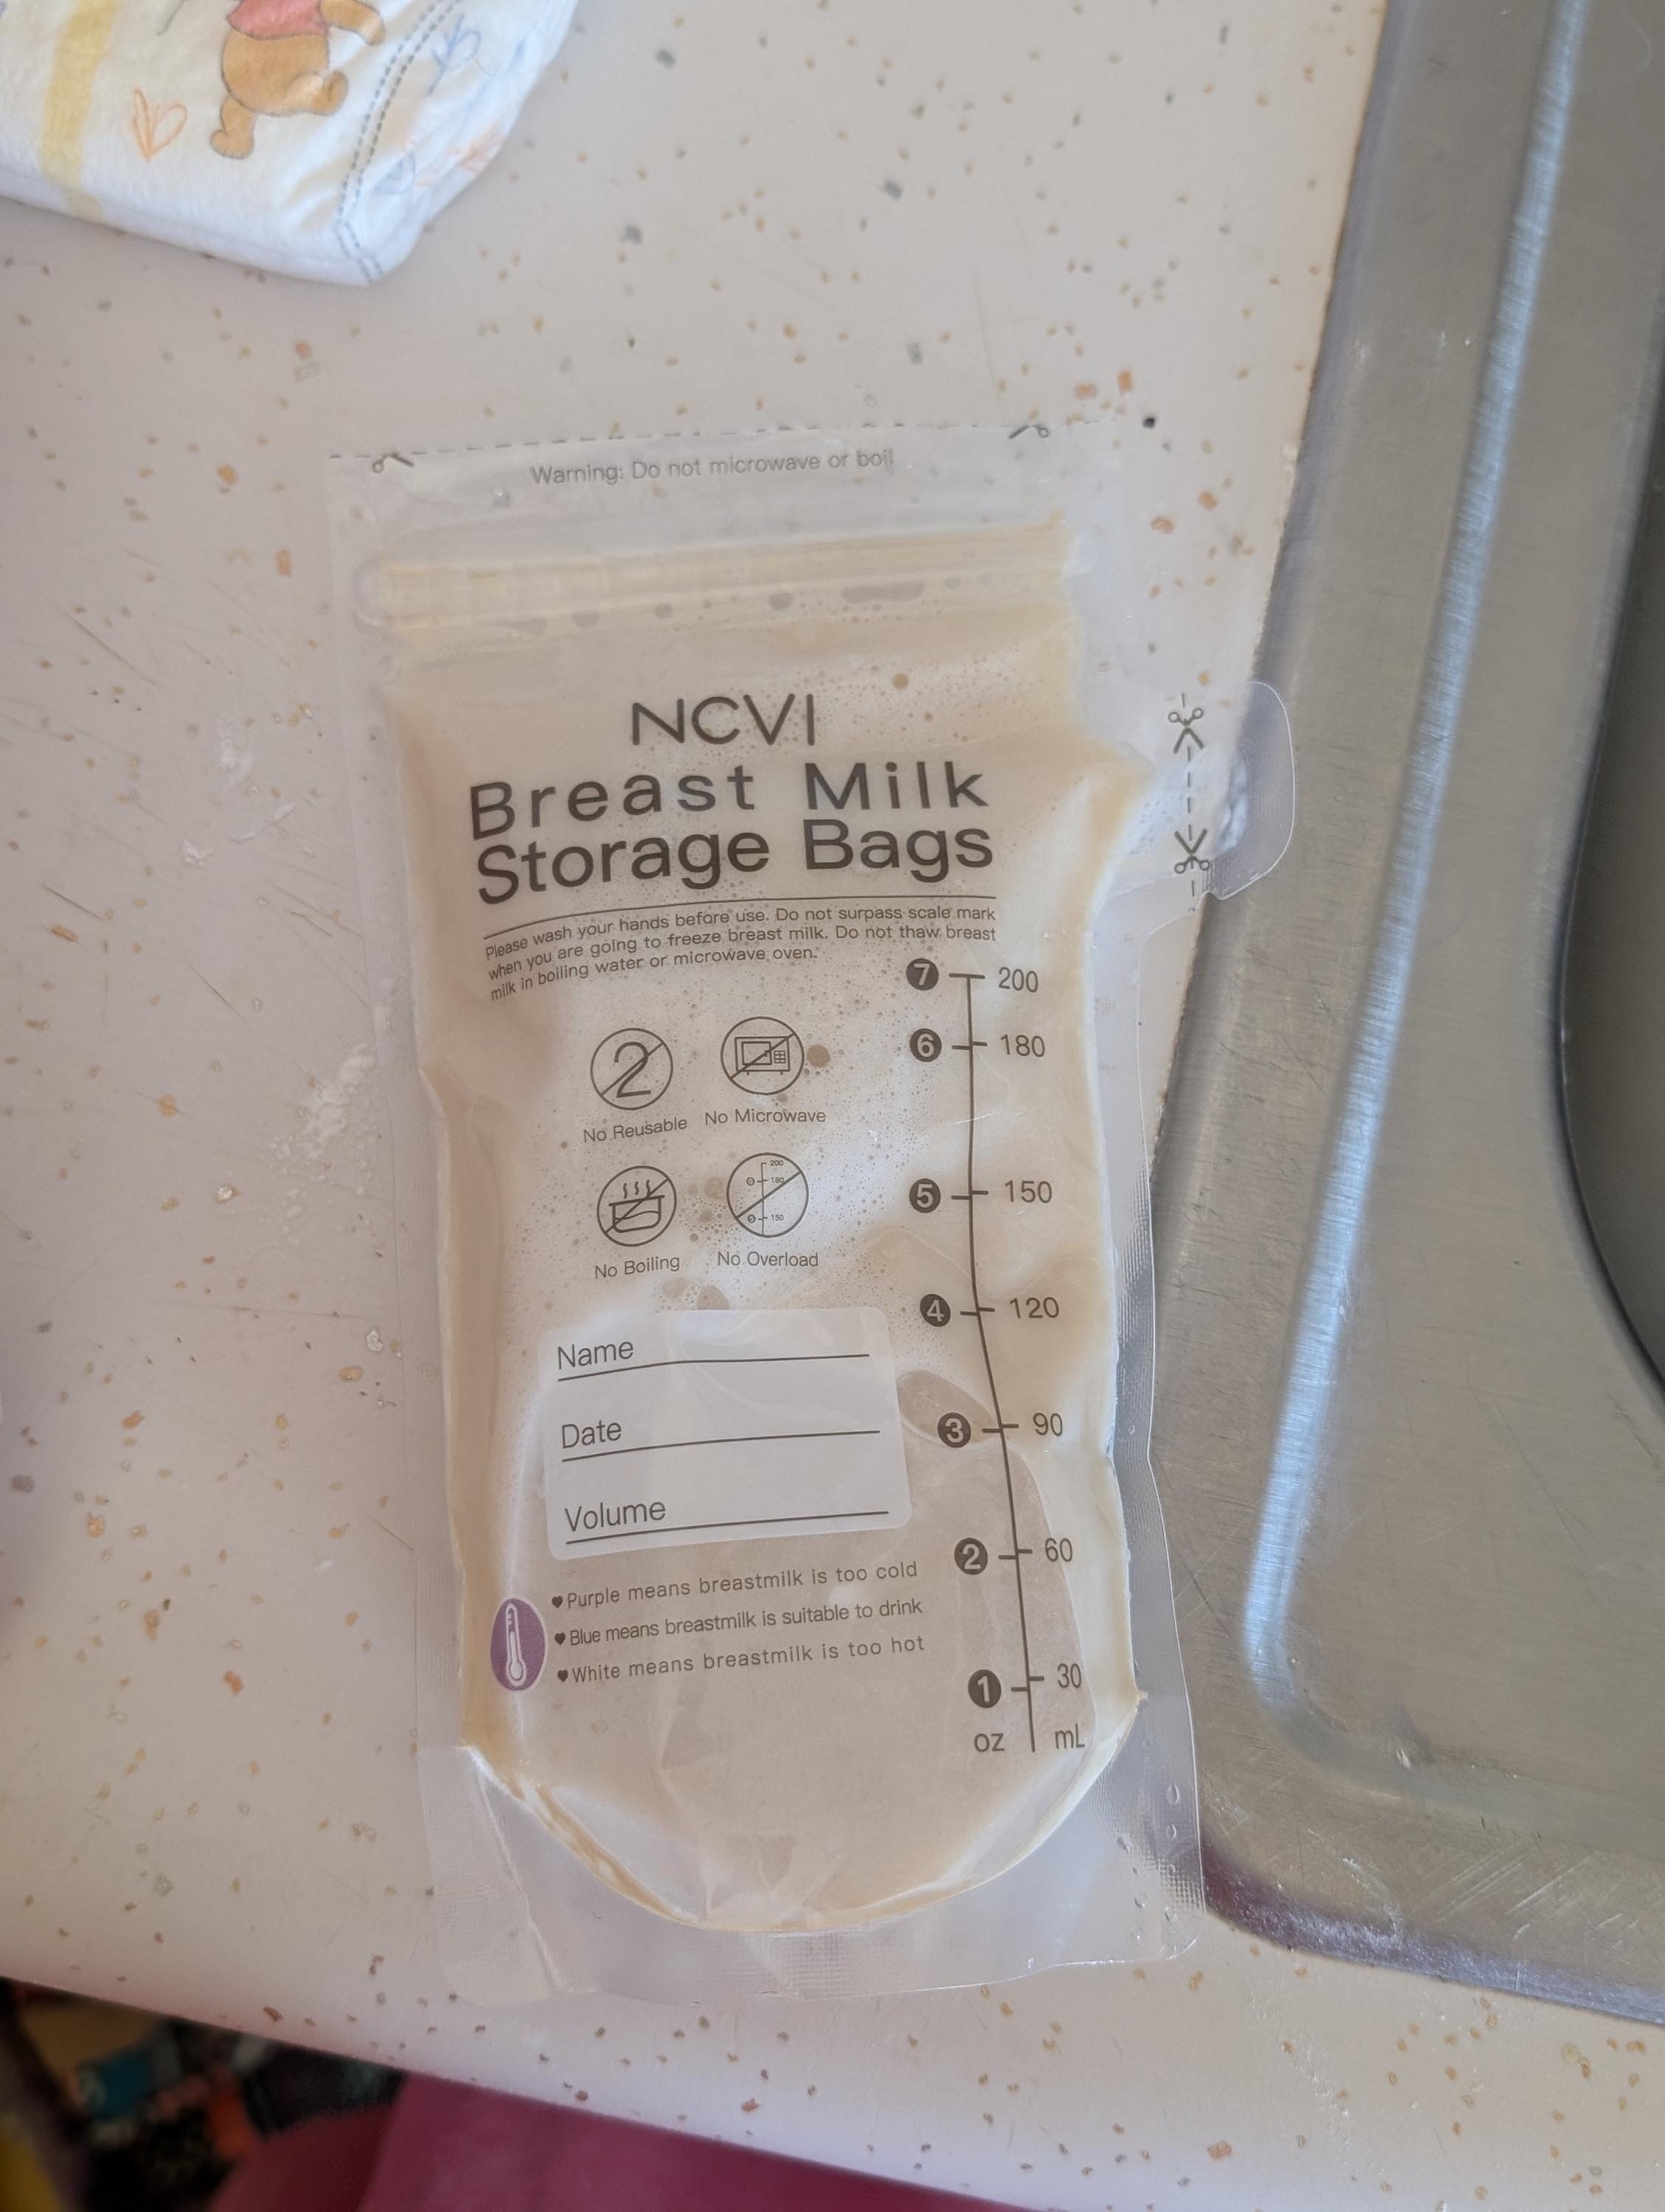 Warning: Do not microwave or boil
NCVI
Breast Milk
Storage Bags
Please wash your hands before use. Do not surpass scale mark
when you are going to freeze breast milk. Do not thaw breast
milk in boiling water or microwave oven.
7 200
6 180
2
No Reusable No Microwave
5 150
200
180
150
No Boiling No Overload
4 120
Name
3 90
Date
Volume
2 60
Purple means breastmilk is too cold
Blue means breastmilk is suitable to drink
White means breastmilk is too hot
1 30
oz mL